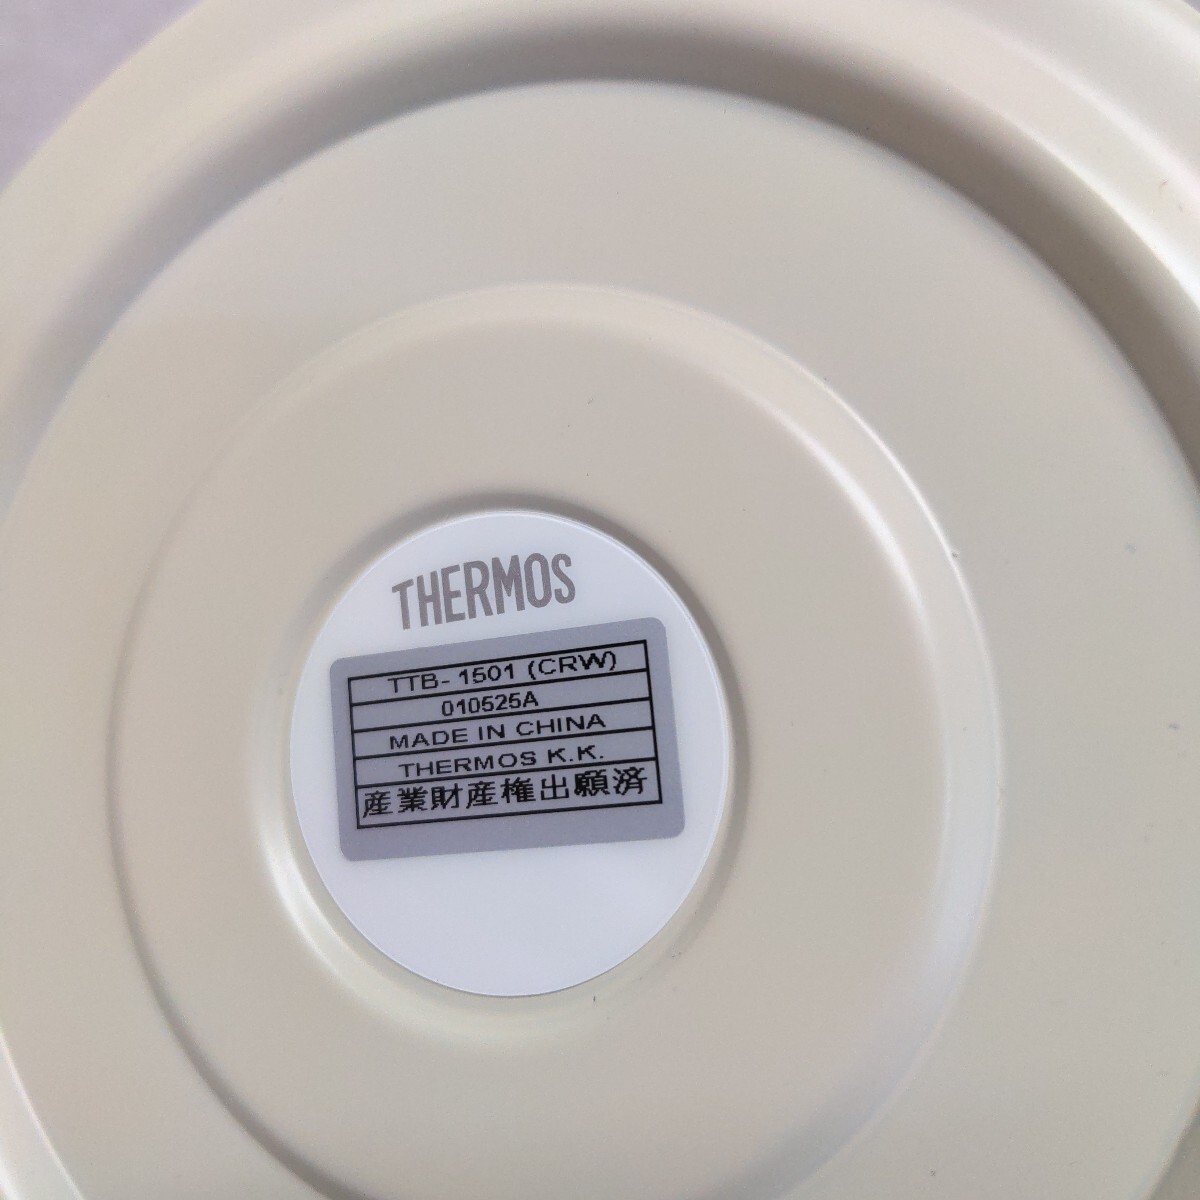 THERMOS
TTB-1501 (CRW)
010525A
MADE IN CHINA
THERMOS K.K.
産業財産権出願済